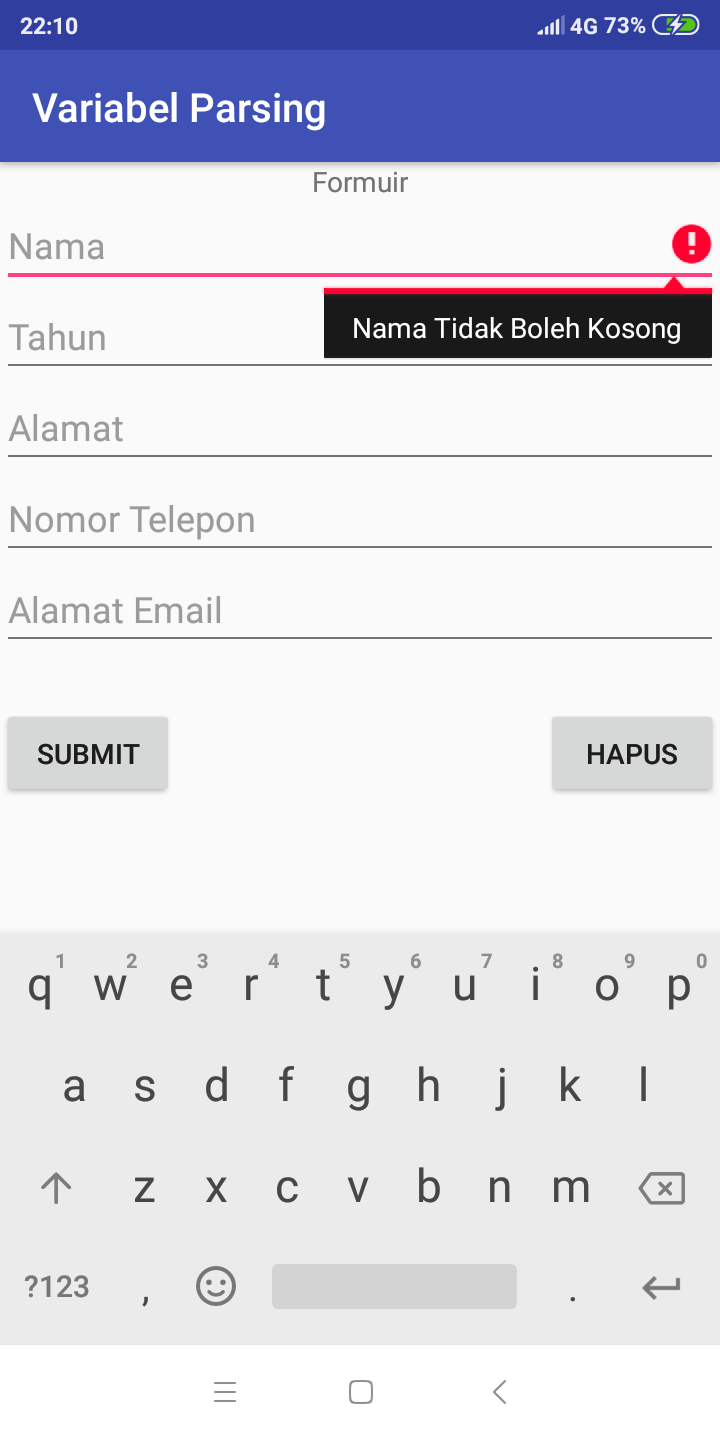 22:10 4G 73%
Variabel Parsing
Formuir
Nama
Nama Tidak Boleh Kosong
Tahun
Alamat
Nomor Telepon
Alamat Email
SUBMIT HAPUS
1 2 3 4 5 6 7 8 9 0
q w e r t y u i o p
a s d f g h j k l
z x c v b n m
?123 , .